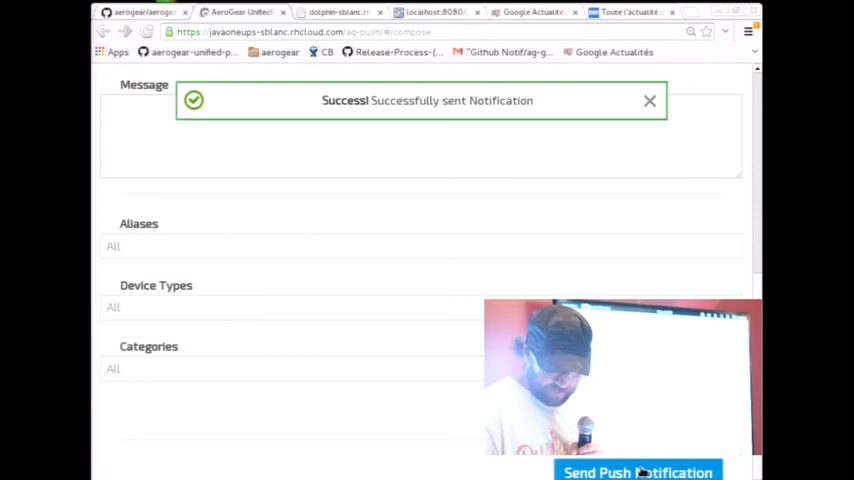 aerogear/aeroge: AeroGear UnifiedP dolphin-sblanc.rh localhost:8080/ Google Actualités Toute l'actualité
https://javaoneups-sblanc.rhcloud.com/ag-push/#/compose
Apps aerogear-unified-p... aerogear CB Release-Process-(... "Github Notif/ag-g... Google Actualités
Message
Success! Successfully sent Notification
Aliases
All
Device Types
All
Categories
All
Send Push Notification